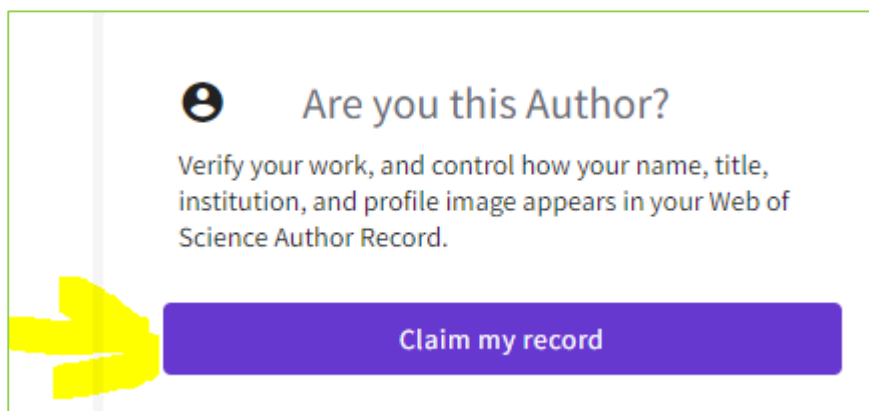 Are you this Author?
Verify your work, and control how your name, title,
institution, and profile image appears in your Web of
Science Author Record.
Claim my record